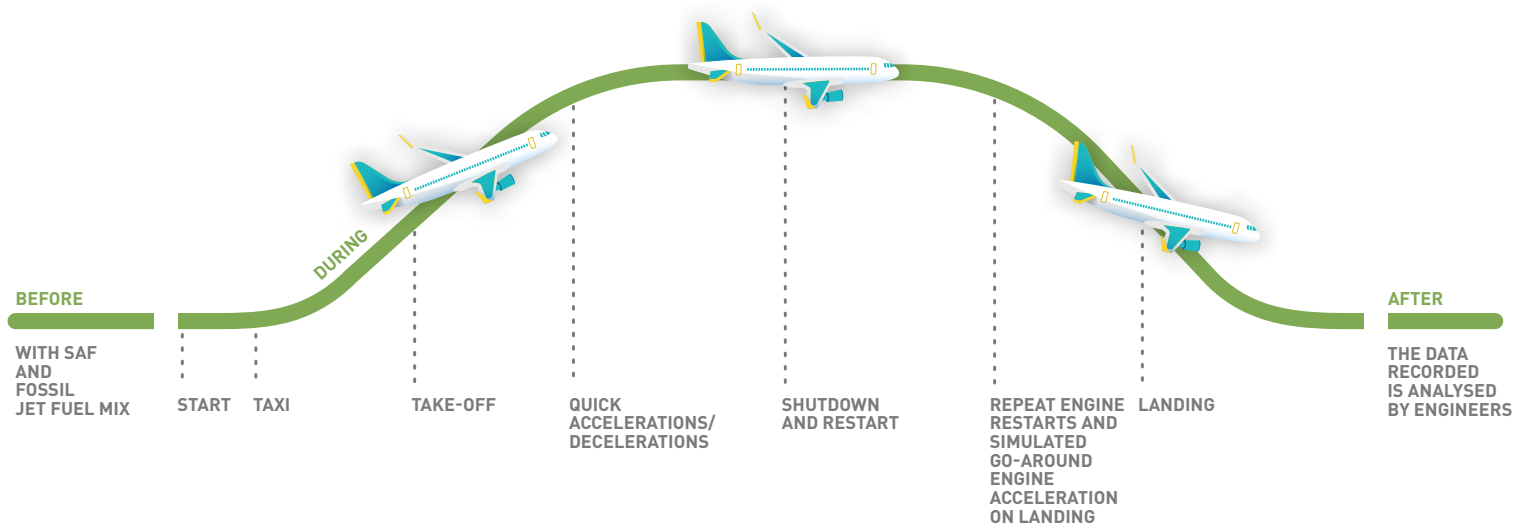 DURING
BEFORE
WITH SAF
AND
FOSSIL
JET FUEL MIX
START
TAXI
TAKE-OFF
QUICK
ACCELERATIONS/
DECELERATIONS
SHUTDOWN
AND RESTART
REPEAT ENGINE
RESTARTS AND
SIMULATED
GO-AROUND
ENGINE
ACCELERATION
ON LANDING
LANDING
AFTER
THE DATA
RECORDED
IS ANALYSED
BY ENGINEERS